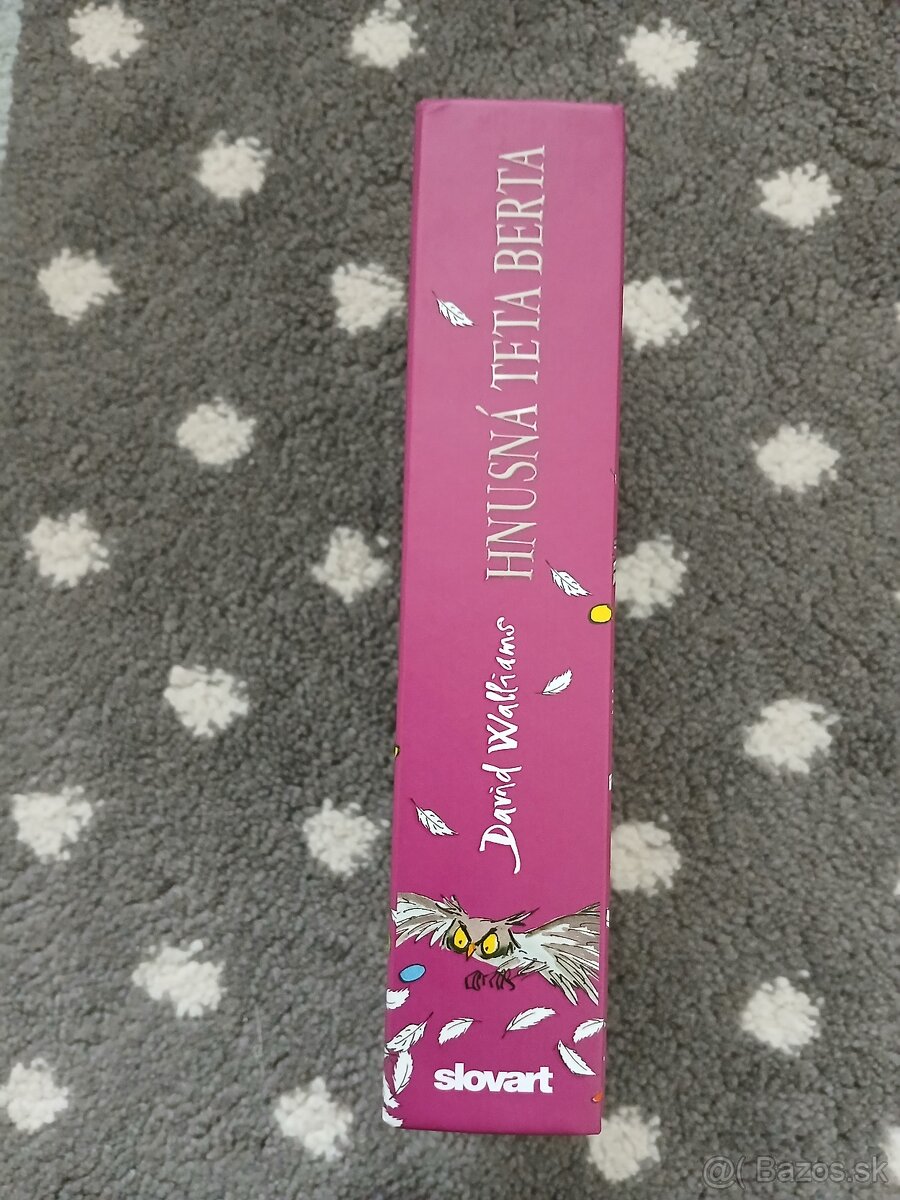 HNUSNÁ TETA BERTA
David Walliams
slovart
@( Bazos.sk